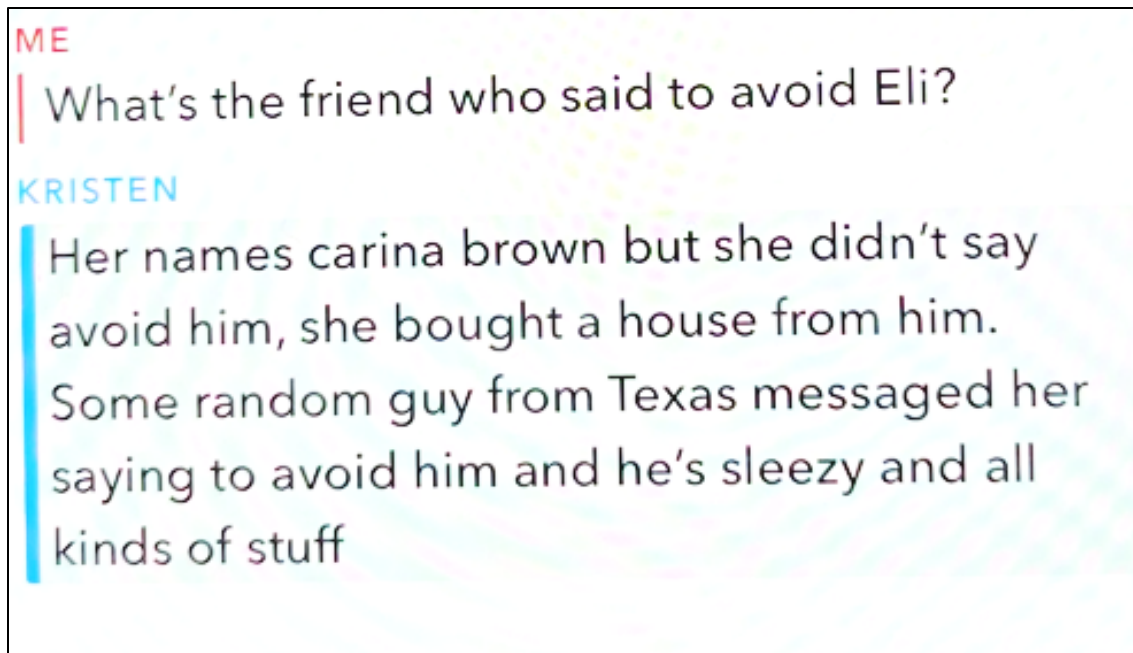 ME
What's the friend who said to avoid Eli?
KRISTEN
Her names carina brown but she didn't say
avoid him, she bought a house from him.
Some random guy from Texas messaged her
saying to avoid him and he's sleezy and all
kinds of stuff